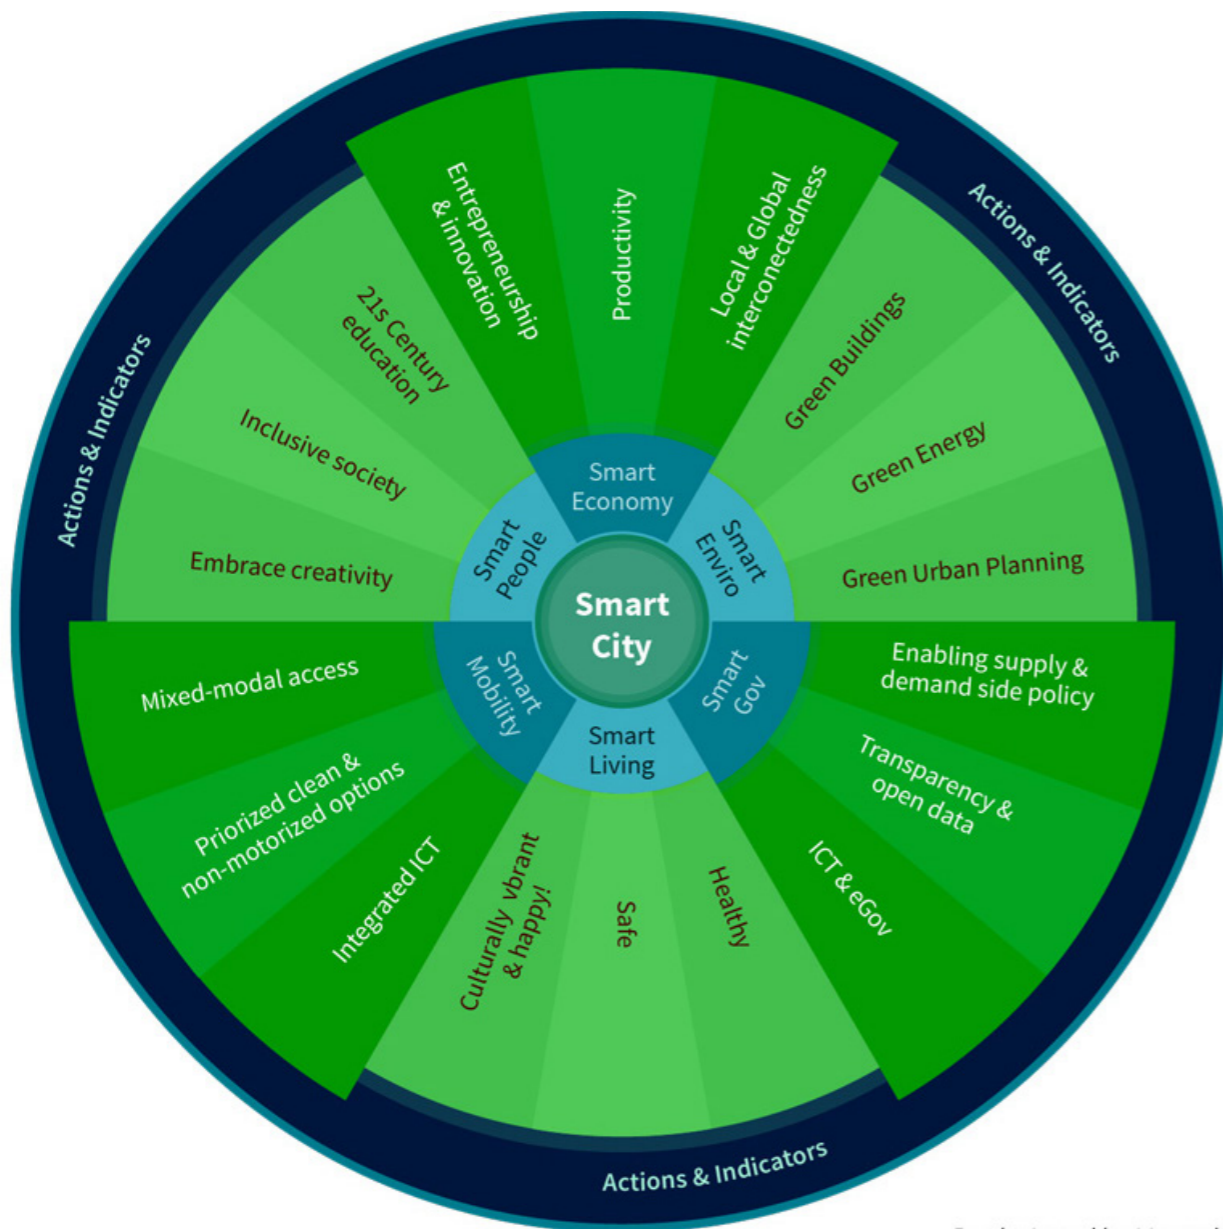 Actions & Indicators
Actions & Indicators
Actions & Indicators
Entrepreneurship
& innovation
Productivity
Local & Global
interconnectedness
Green Buildings
Green Energy
Green Urban Planning
Enabling supply &
demand side policy
Transparency &
open data
ICT & eGov
Healthy
Safe
Culturally vbrant
& happy!
Integrated ICT
Priorized clean &
non-motorized options
Mixed-modal access
Embrace creativity
Inclusive society
21s Century
education
Smart
Economy
Smart
Enviro
Smart
Gov
Smart
Living
Smart
Mobility
Smart
People
Smart
City